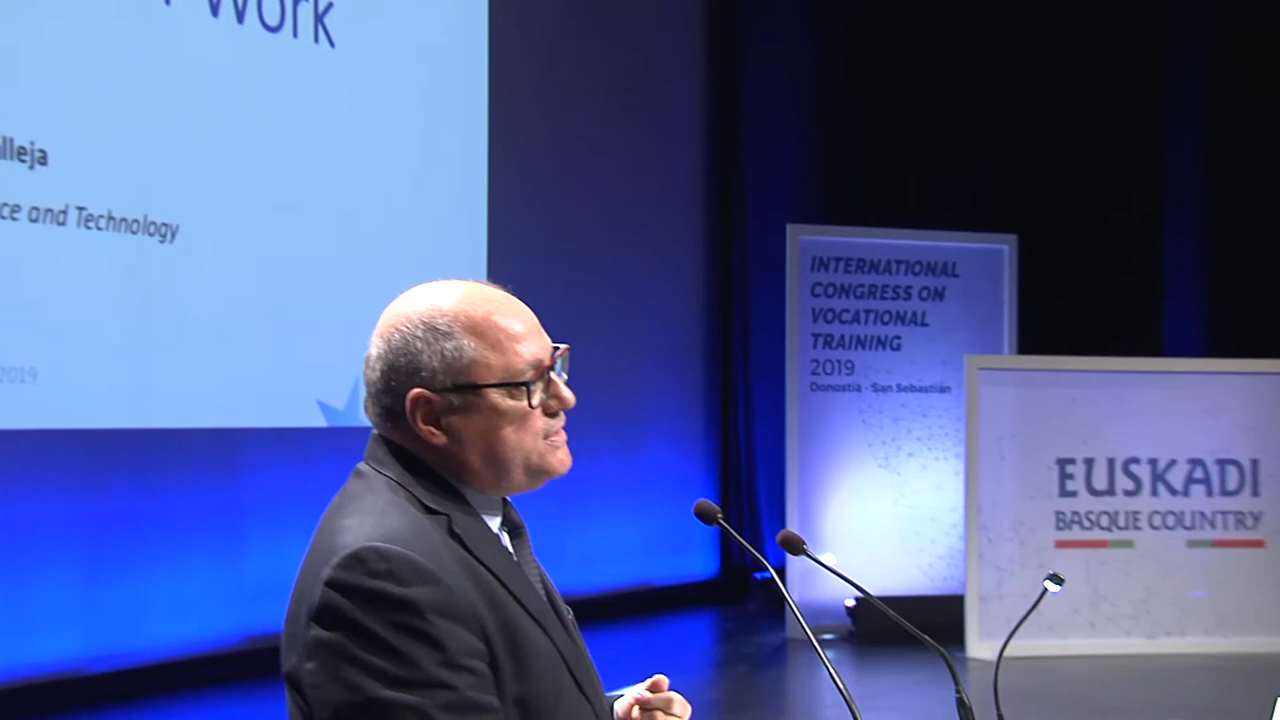 Work
lleja
ce and Technology
2019
INTERNATIONAL
CONGRESS ON
VOCATIONAL
TRAINING
2019
Donostia - San Sebastián
EUSKADI
BASQUE COUNTRY